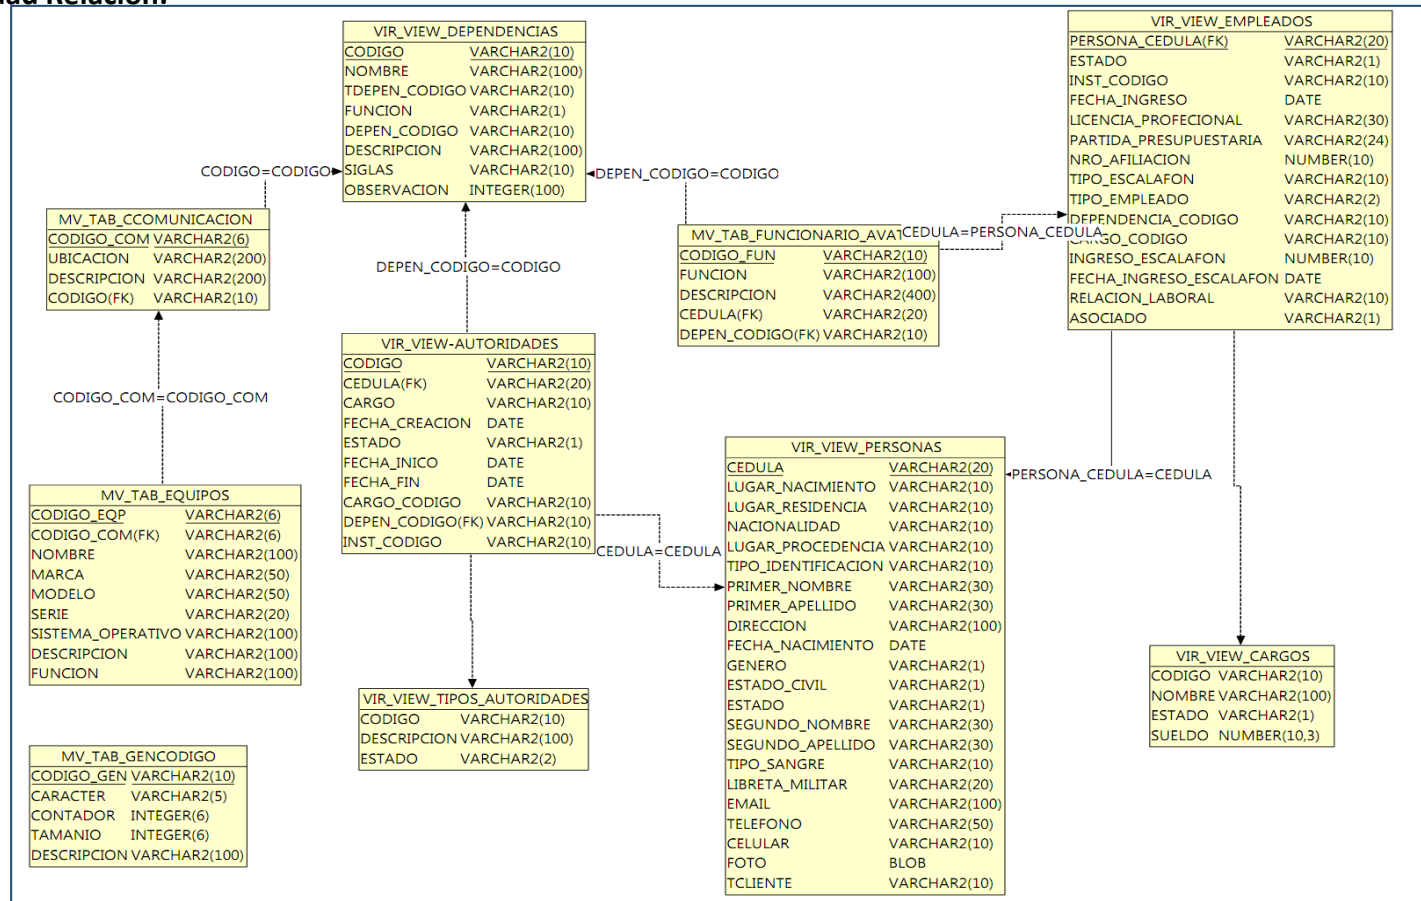 dad Relación.
VIR_VIEW_DEPENDENCIAS
CODIGO VARCHAR2(10)
NOMBRE VARCHAR2(100)
TDEPEN_CODIGO VARCHAR2(10)
FUNCION VARCHAR2(1)
DEPEN_CODIGO VARCHAR2(10)
DESCRIPCION VARCHAR2(100)
SIGLAS VARCHAR2(10)
OBSERVACION INTEGER(100)
VIR_VIEW_EMPLEADOS
PERSONA_CEDULA(FK) VARCHAR2(20)
ESTADO VARCHAR2(1)
INST_CODIGO VARCHAR2(10)
FECHA_INGRESO DATE
LICENCIA_PROFECIONAL VARCHAR2(30)
PARTIDA_PRESUPUESTARIA VARCHAR2(24)
NRO_AFILIACION NUMBER(10)
TIPO_ESCALAFON VARCHAR2(10)
TIPO_EMPLEADO VARCHAR2(2)
DEPENDENCIA_CODIGO VARCHAR2(10)
CARGO_CODIGO VARCHAR2(10)
INGRESO_ESCALAFON NUMBER(10)
FECHA_INGRESO_ESCALAFON DATE
RELACION_LABORAL VARCHAR2(10)
ASOCIADO VARCHAR2(1)
CODIGO=CODIGO
DEPEN_CODIGO=CODIGO
MV_TAB_CCOMUNICACION
CODIGO_COM VARCHAR2(6)
UBICACION VARCHAR2(200)
DESCRIPCION VARCHAR2(200)
CODIGO(FK) VARCHAR2(10)
MV_TAB_FUNCIONARIO_AVAT
CODIGO_FUN VARCHAR2(10)
FUNCION VARCHAR2(100)
DESCRIPCION VARCHAR2(400)
CEDULA(FK) VARCHAR2(20)
DEPEN_CODIGO(FK) VARCHAR2(10)
CEDULA=PERSONA_CEDULA
DEPEN_CODIGO=CODIGO
VIR_VIEW-AUTORIDADES
CODIGO VARCHAR2(10)
CEDULA(FK) VARCHAR2(20)
CARGO VARCHAR2(10)
FECHA_CREACION DATE
ESTADO VARCHAR2(1)
FECHA_INICO DATE
FECHA_FIN DATE
CARGO_CODIGO VARCHAR2(10)
DEPEN_CODIGO(FK) VARCHAR2(10)
INST_CODIGO VARCHAR2(10)
CODIGO_COM=CODIGO_COM
MV_TAB_EQUIPOS
CODIGO_EQP VARCHAR2(6)
CODIGO_COM(FK) VARCHAR2(6)
NOMBRE VARCHAR2(100)
MARCA VARCHAR2(50)
MODELO VARCHAR2(50)
SERIE VARCHAR2(20)
SISTEMA_OPERATIVO VARCHAR2(100)
DESCRIPCION VARCHAR2(100)
FUNCION VARCHAR2(100)
VIR_VIEW_PERSONAS
CEDULA VARCHAR2(20)
LUGAR_NACIMIENTO VARCHAR2(10)
LUGAR_RESIDENCIA VARCHAR2(10)
NACIONALIDAD VARCHAR2(10)
LUGAR_PROCEDENCIA VARCHAR2(10)
TIPO_IDENTIFICACION VARCHAR2(10)
PRIMER_NOMBRE VARCHAR2(30)
PRIMER_APELLIDO VARCHAR2(30)
DIRECCION VARCHAR2(100)
FECHA_NACIMIENTO DATE
GENERO VARCHAR2(1)
ESTADO_CIVIL VARCHAR2(1)
ESTADO VARCHAR2(1)
SEGUNDO_NOMBRE VARCHAR2(30)
SEGUNDO_APELLIDO VARCHAR2(30)
TIPO_SANGRE VARCHAR2(10)
LIBRETA_MILITAR VARCHAR2(20)
EMAIL VARCHAR2(100)
TELEFONO VARCHAR2(50)
CELULAR VARCHAR2(10)
FOTO BLOB
TCLIENTE VARCHAR2(10)
PERSONA_CEDULA=CEDULA
CEDULA=CEDULA
VIR_VIEW_CARGOS
CODIGO VARCHAR2(10)
NOMBRE VARCHAR2(100)
ESTADO VARCHAR2(1)
SUELDO NUMBER(10,3)
VIR_VIEW_TIPOS_AUTORIDADES
CODIGO VARCHAR2(10)
DESCRIPCION VARCHAR2(100)
ESTADO VARCHAR2(2)
MV_TAB_GENCODIGO
CODIGO_GEN VARCHAR2(10)
CARACTER VARCHAR2(5)
CONTADOR INTEGER(6)
TAMANIO INTEGER(6)
DESCRIPCION VARCHAR2(100)